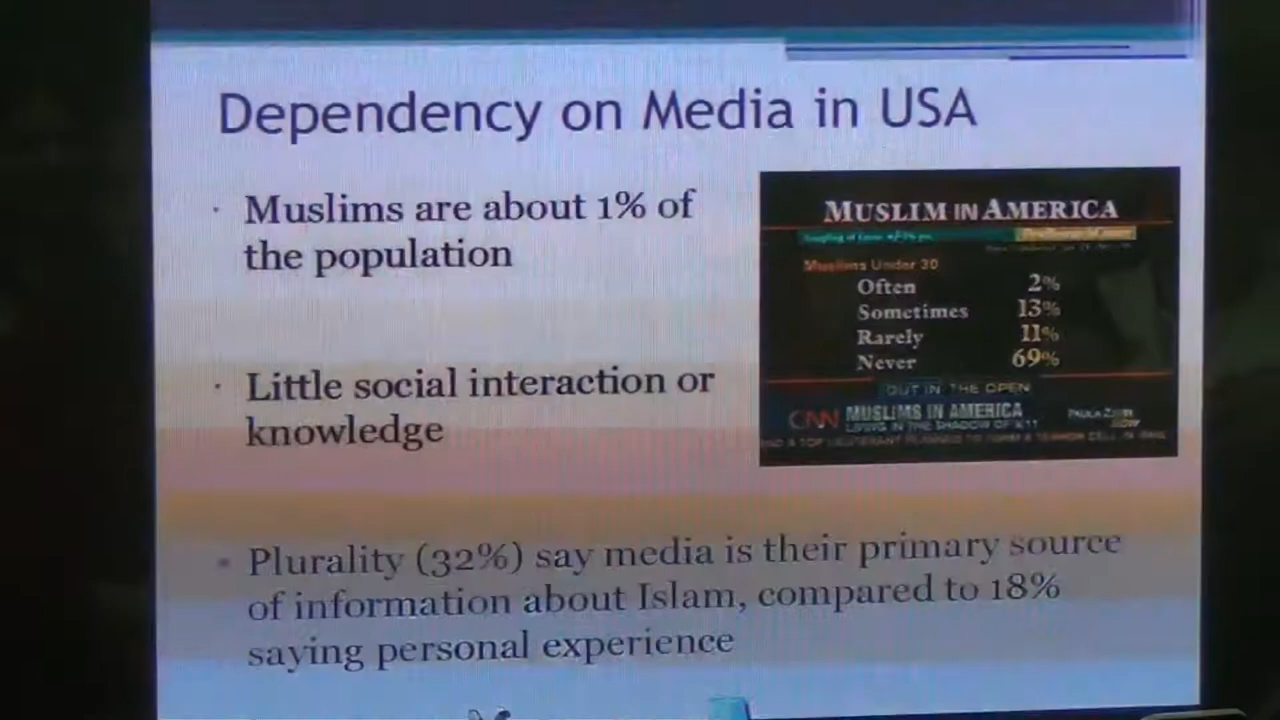 Dependency on Media in USA
· Muslims are about 1% of
the population
· Little social interaction or
knowledge
• Plurality (32%) say media is their primary source
of information about Islam, compared to 18%
saying personal experience
MUSLIM IN AMERICA
Muslims Under 30
Often 2%
Sometimes 13%
Rarely 11%
Never 69%
OUT IN THE OPEN
CNN MUSLIMS IN AMERICA
LIVING IN THE SHADOW OF 9/11
PAULA ZAHN
NOW